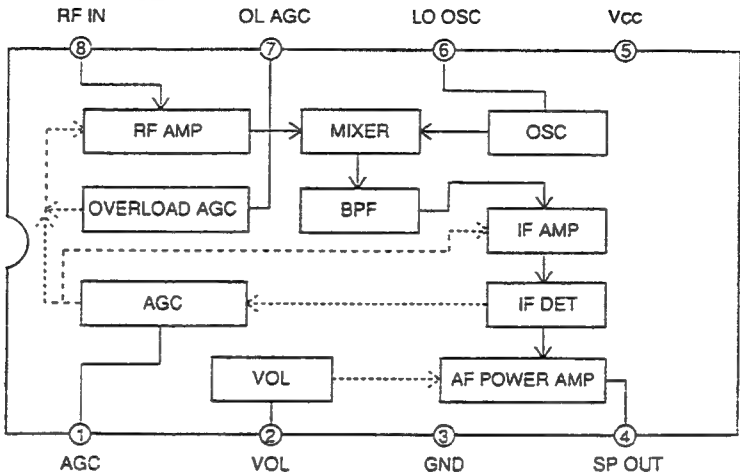 RF IN OL AGC LO OSC Vcc
8 7 6 5
RF AMP MIXER OSC
OVERLOAD AGC BPF IF AMP
AGC IF DET
VOL AF POWER AMP
1 2 3 4
AGC VOL GND SP OUT